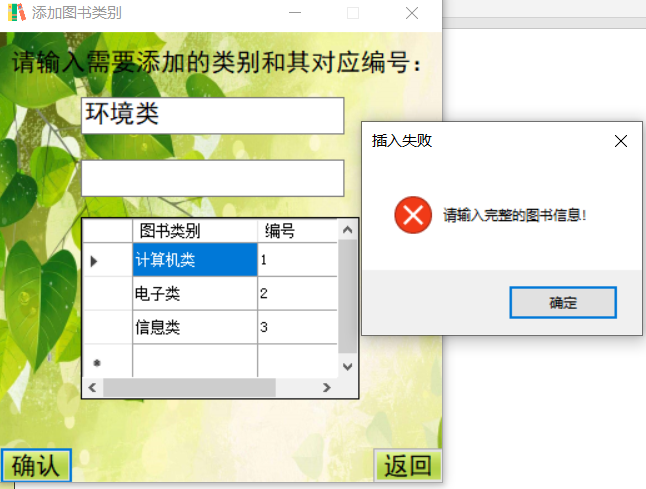 添加图书类别
请输入需要添加的类别和其对应编号：
环境类
插入失败
请输入完整的图书信息!
确定
图书类别 编号
计算机类 1
电子类 2
信息类 3
确认 返回